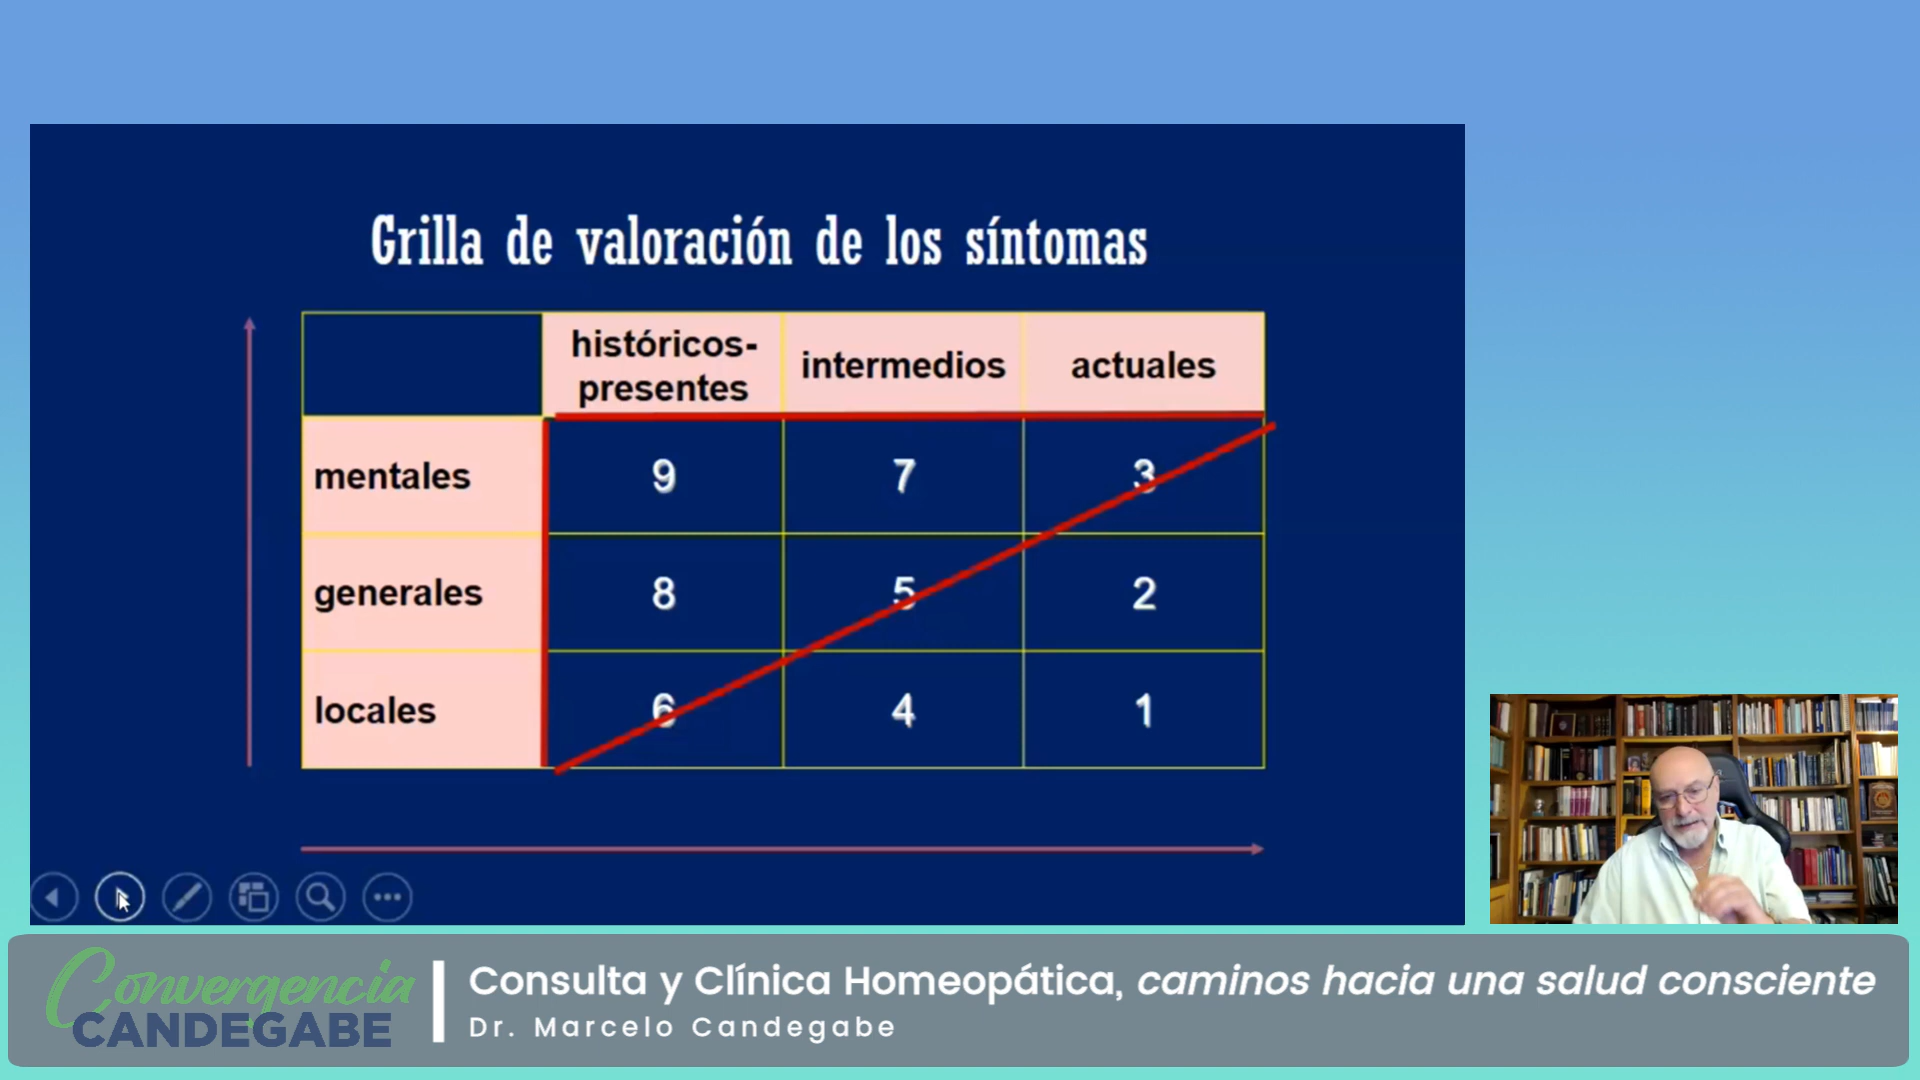 Grilla de valoración de los síntomas
históricos-
presentes
intermedios
actuales
mentales
9
7
3
generales
8
5
2
locales
6
4
1
Convergencia
CANDEGABE
Consulta y Clínica Homeopática, caminos hacia una salud consciente
Dr. Marcelo Candegabe